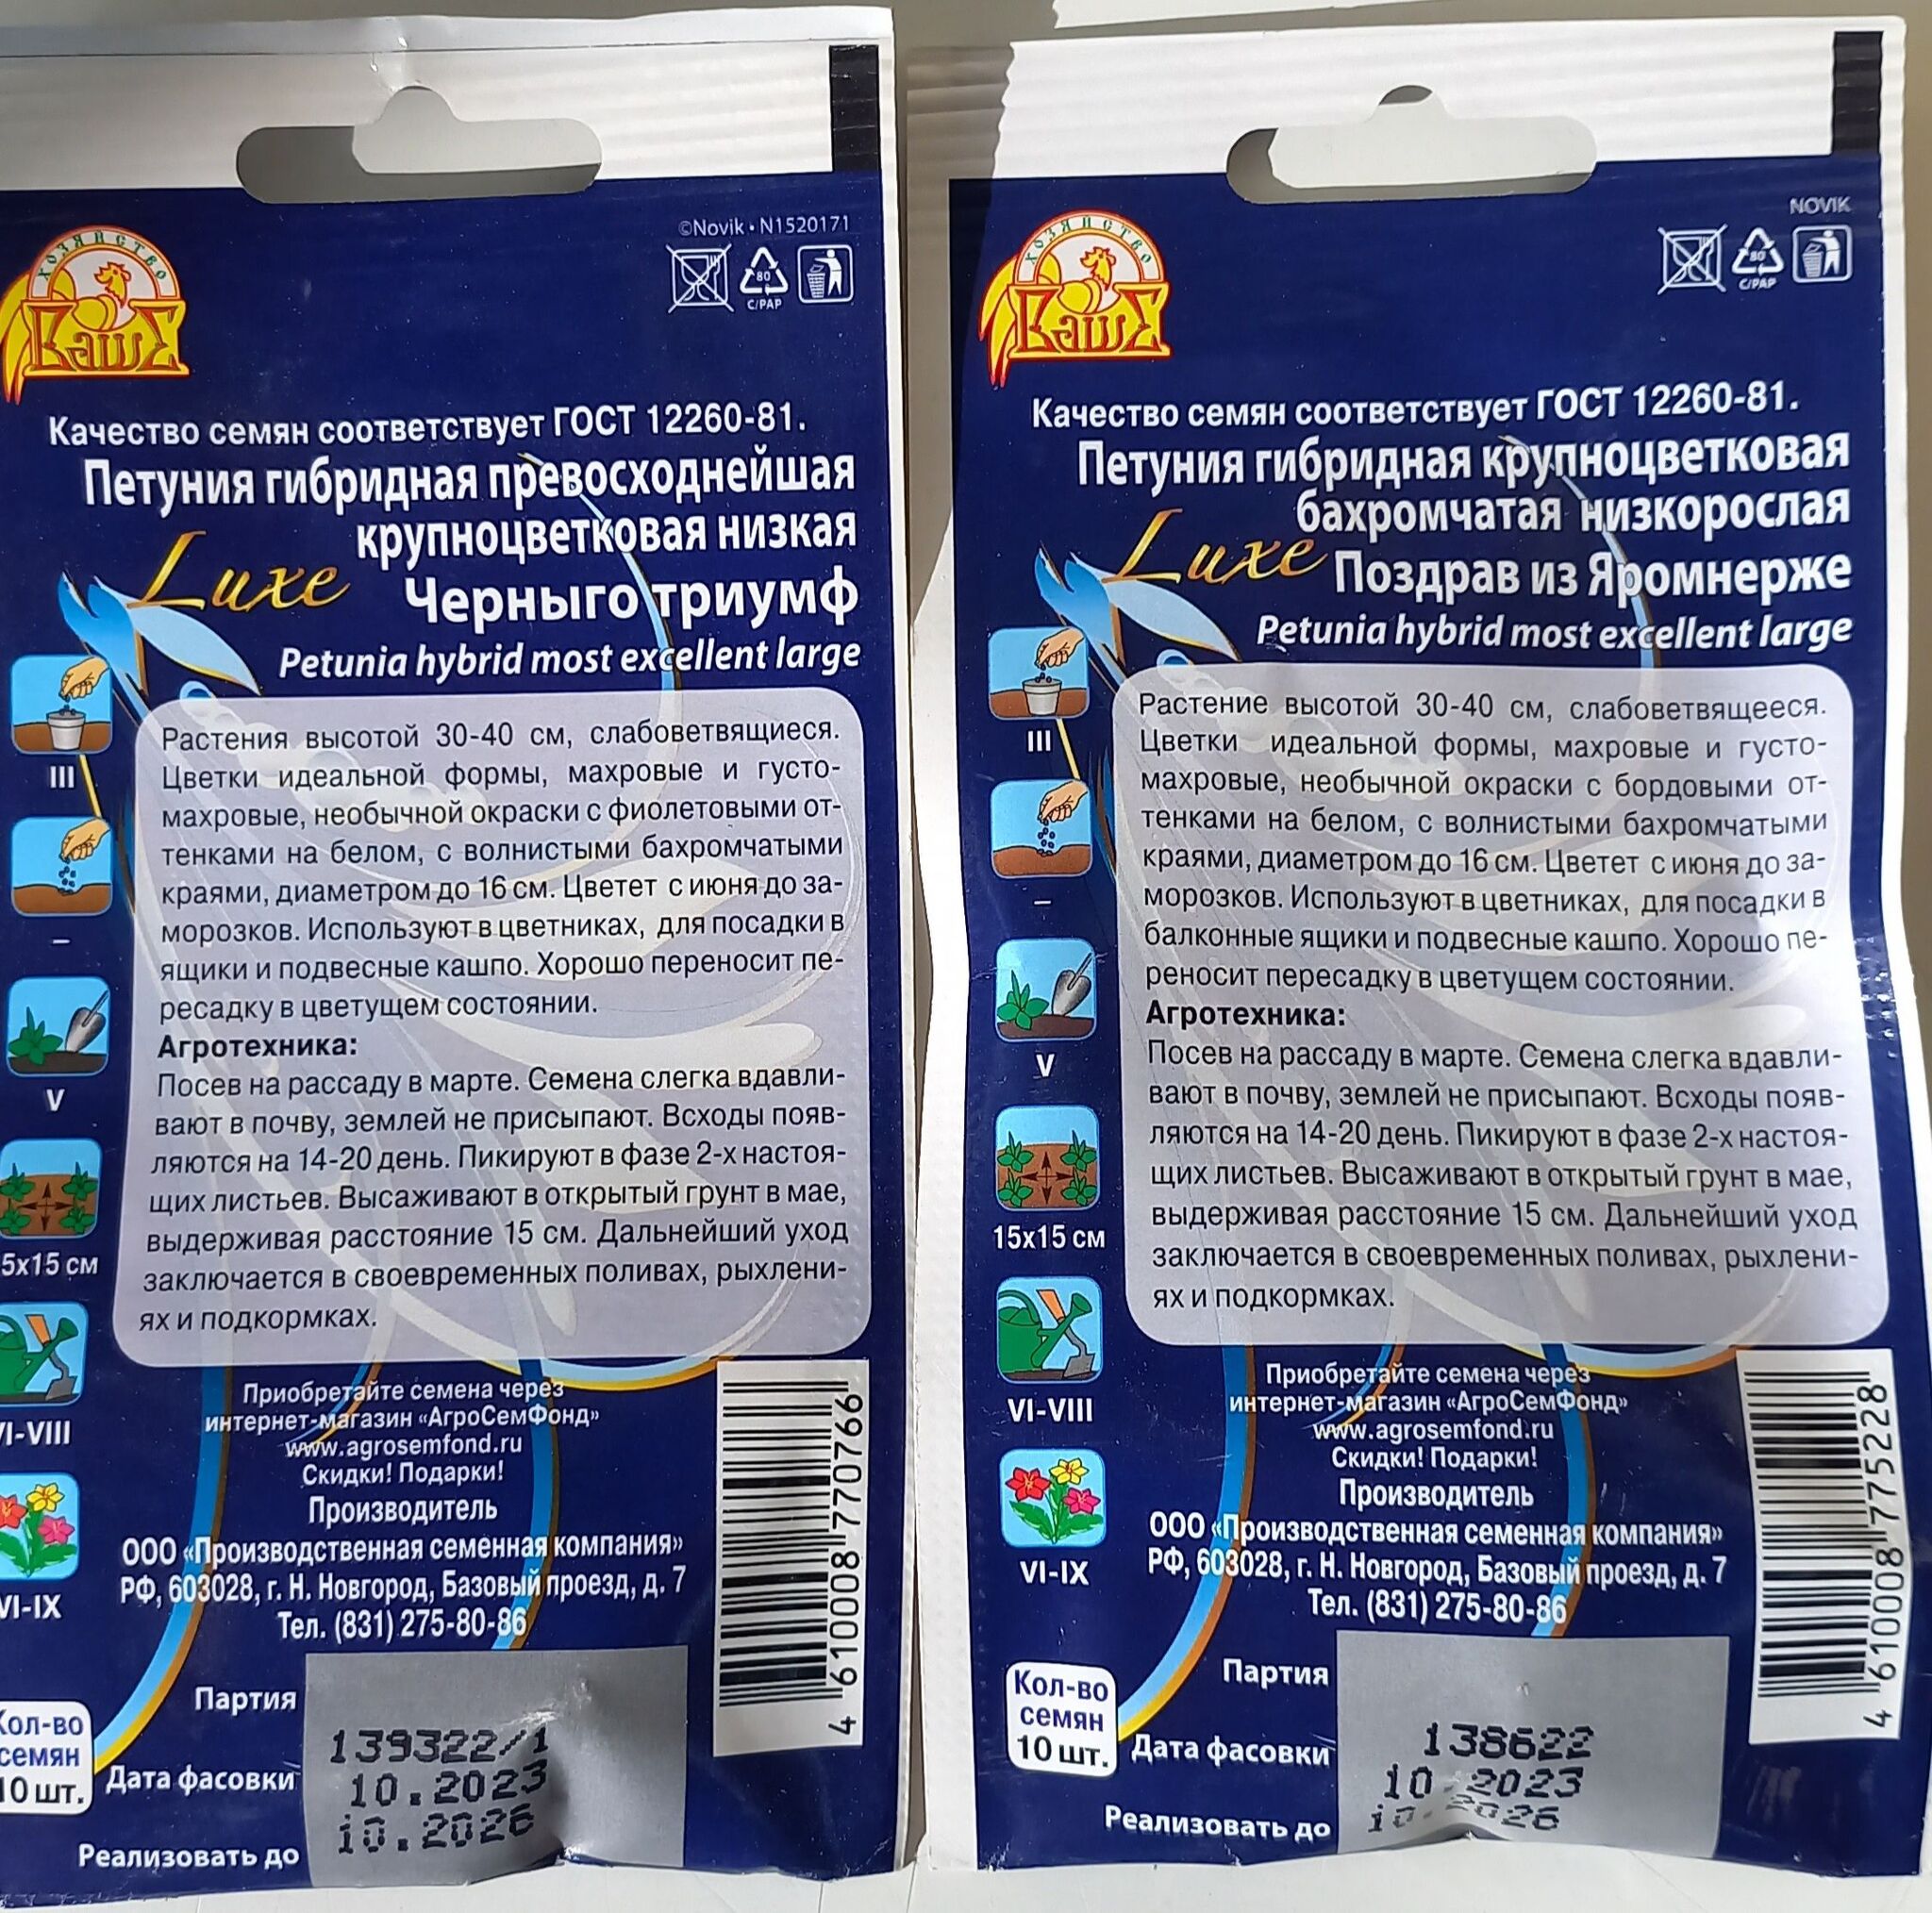 ©Novik • N1520171
80
C/PAP
ХОЗЯЙСТВО
ВАШЕ
Качество семян соответствует ГОСТ 12260-81.
Петуния гибридная превосходнейшая
крупноцветковая низкая
Luxe Черныго триумф
Petunia hybrid most excellent large
Растения высотой 30-40 см, слабоветвящиеся.
Цветки идеальной формы, махровые и густо-
махровые, необычной окраски с фиолетовыми от-
тенками на белом, с волнистыми бахромчатыми
краями, диаметром до 16 см. Цветет с июня до за-
морозков. Используют в цветниках, для посадки в
ящики и подвесные кашпо. Хорошо переносит пе-
ресадку в цветущем состоянии.
Агротехника:
Посев на рассаду в марте. Семена слегка вдавли-
вают в почву, землей не присыпают. Всходы появ-
ляются на 14-20 день. Пикируют в фазе 2-х настоя-
щих листьев. Высаживают в открытый грунт в мае,
выдерживая расстояние 15 см. Дальнейший уход
заключается в своевременных поливах, рыхлени-
ях и подкормках.
III
–
V
5х15 см
VI-VIII
VI-IX
Приобретайте семена через
интернет-магазин «АгроСемФонд»
www.agrosemfond.ru
Скидки! Подарки!
Производитель
ООО «Производственная семенная компания»
РФ, 603028, г. Н. Новгород, Базовый проезд, д. 7
Тел. (831) 275-80-86
4 610008 770766
Кол-во
семян
10 шт.
Партия
139322/1
Дата фасовки
10.2023
Реализовать до
10.2026
NOVIK
80
C/PAP
ХОЗЯЙСТВО
ВАШЕ
Качество семян соответствует ГОСТ 12260-81.
Петуния гибридная крупноцветковая
бахромчатая низкорослая
Luxe Поздрав из Яромнерже
Petunia hybrid most excellent large
Растение высотой 30-40 см, слабоветвящееся.
Цветки идеальной формы, махровые и густо-
махровые, необычной окраски с бордовыми от-
тенками на белом, с волнистыми бахромчатыми
краями, диаметром до 16 см. Цветет с июня до за-
морозков. Используют в цветниках, для посадки в
балконные ящики и подвесные кашпо. Хорошо пе-
реносит пересадку в цветущем состоянии.
Агротехника:
Посев на рассаду в марте. Семена слегка вдавли-
вают в почву, землей не присыпают. Всходы появ-
ляются на 14-20 день. Пикируют в фазе 2-х настоя-
щих листьев. Высаживают в открытый грунт в мае,
выдерживая расстояние 15 см. Дальнейший уход
заключается в своевременных поливах, рыхлени-
ях и подкормках.
III
–
V
15х15 см
VI-VIII
VI-IX
Приобретайте семена через
интернет-магазин «АгроСемФонд»
www.agrosemfond.ru
Скидки! Подарки!
Производитель
ООО «Производственная семенная компания»
РФ, 603028, г. Н. Новгород, Базовый проезд, д. 7
Тел. (831) 275-80-86
4 610008 775228
Кол-во
семян
10 шт.
Партия
138622
Дата фасовки
10.2023
Реализовать до
10.2026